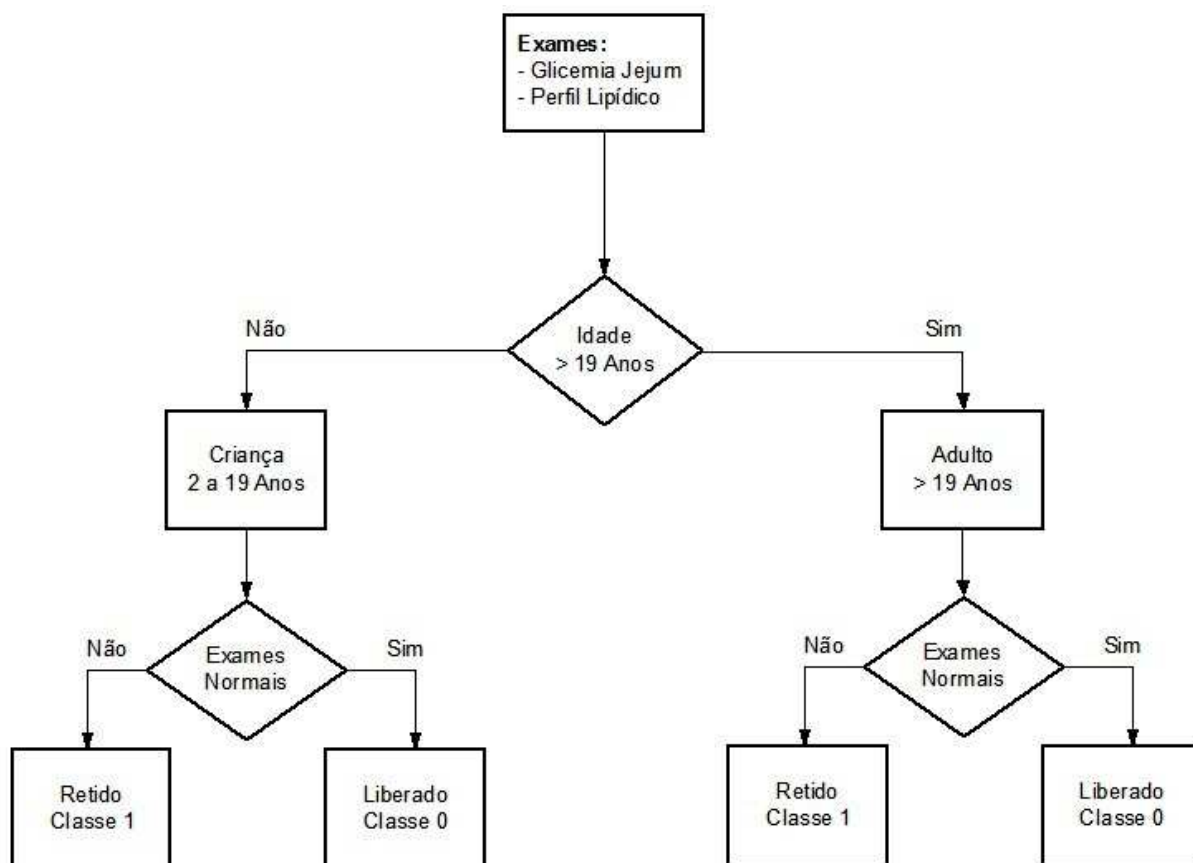 Exames:
- Glicemia Jejum
- Perfil Lipídico
Idade
> 19 Anos
Não
Sim
Criança
2 a 19 Anos
Adulto
> 19 Anos
Exames
Normais
Não
Sim
Exames
Normais
Não
Sim
Retido
Classe 1
Liberado
Classe 0
Retido
Classe 1
Liberado
Classe 0